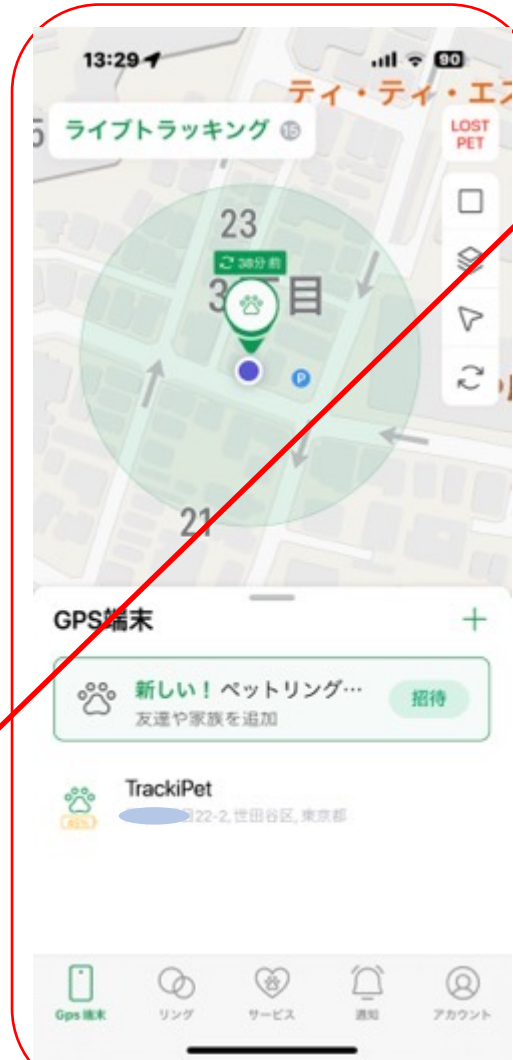 13:29
90
ティ・ティ・エス
ライブトラッキング 15
LOST
PET
23
38分前
目
P
21
GPS端末
新しい！ペットリング…
招待
友達や家族を追加
TrackiPet
22-2, 世田谷区, 東京都
Gps 端末
リング
サービス
通知
アカウント